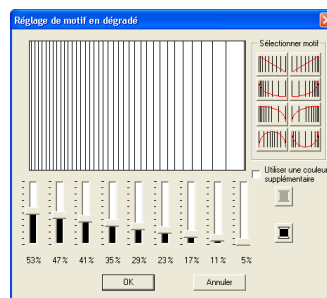 Réglage de motif en dégradé
Sélectionner motif
Utiliser une couleur
supplémentaire
53% 47% 41% 35% 29% 23% 17% 11% 5%
OK Annuler